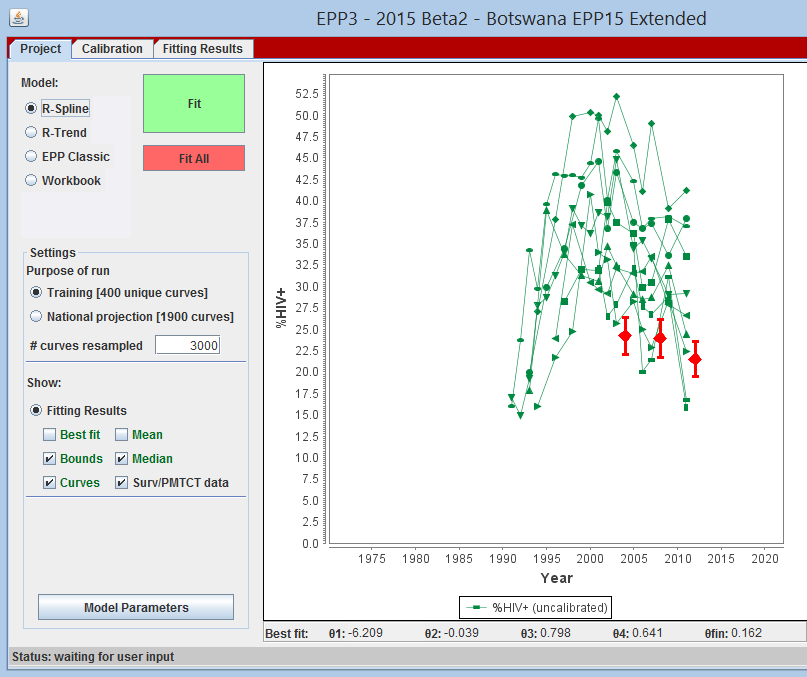 EPP3 - 2015 Beta2 - Botswana EPP15 Extended
Project Calibration Fitting Results
Model:
R-Spline
R-Trend
EPP Classic
Workbook
Fit
Fit All
Settings
Purpose of run
Training [400 unique curves]
National projection [1900 curves]
# curves resampled 3000
Show:
Fitting Results
Best fit Mean
Bounds Median
Curves Surv/PMTCT data
Model Parameters
%HIV+
52.5
50.0
47.5
45.0
42.5
40.0
37.5
35.0
32.5
30.0
27.5
25.0
22.5
20.0
17.5
15.0
12.5
10.0
7.5
5.0
2.5
0.0
1975 1980 1985 1990 1995 2000 2005 2010 2015 2020
Year
%HIV+ (uncalibrated)
Best fit: θ1: -6.209 θ2: -0.039 θ3: 0.798 θ4: 0.641 θfin: 0.162
Status: waiting for user input